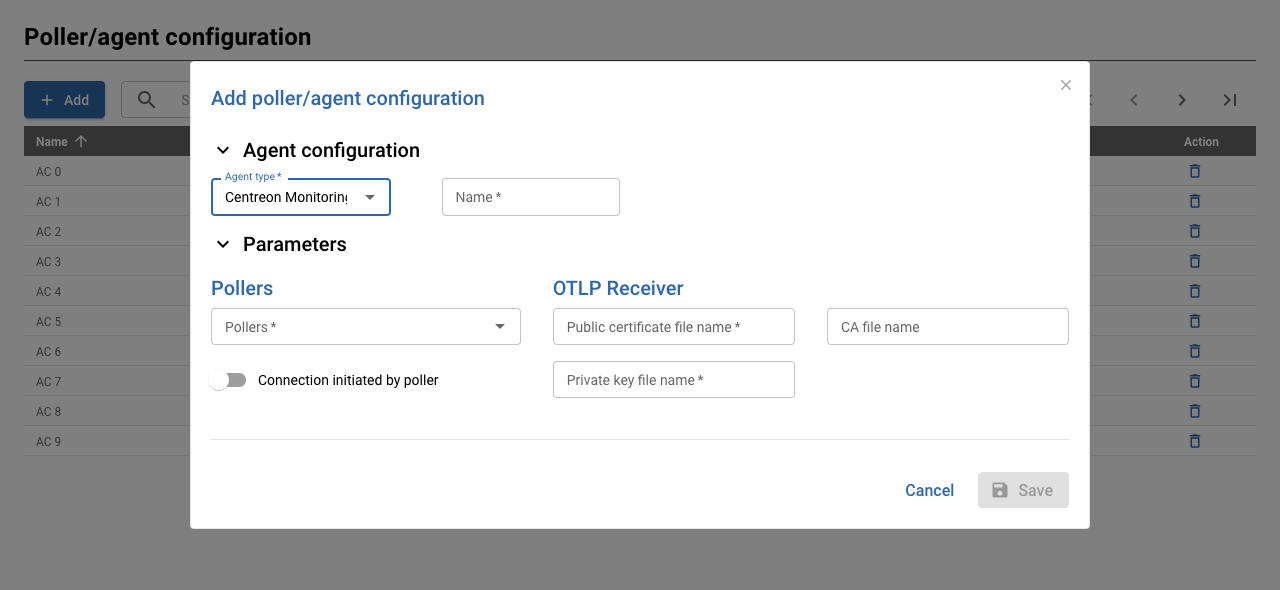 Poller/agent configuration
Add
Add poller/agent configuration
Name
Action
Agent configuration
Agent type *
Centreon Monitoring
Name *
Parameters
Pollers
OTLP Receiver
Pollers *
Public certificate file name *
CA file name
Connection initiated by poller
Private key file name *
Cancel
Save
AC 0
AC 1
AC 2
AC 3
AC 4
AC 5
AC 6
AC 7
AC 8
AC 9